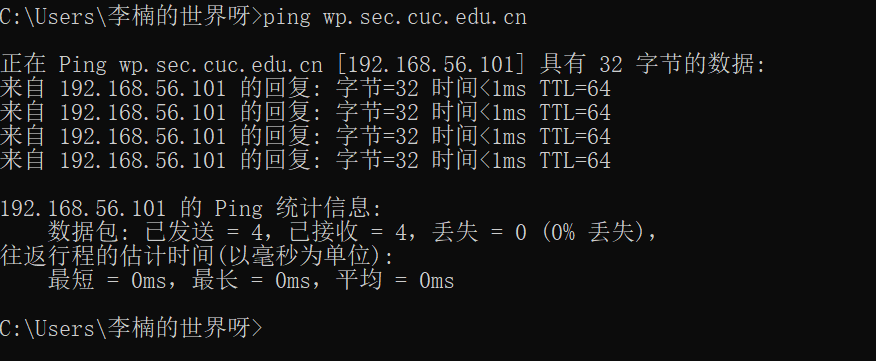 C:\Users\李楠的世界呀>ping wp.sec.cuc.edu.cn
正在 Ping wp.sec.cuc.edu.cn [192.168.56.101] 具有 32 字节的数据:
来自 192.168.56.101 的回复: 字节=32 时间<1ms TTL=64
来自 192.168.56.101 的回复: 字节=32 时间<1ms TTL=64
来自 192.168.56.101 的回复: 字节=32 时间<1ms TTL=64
来自 192.168.56.101 的回复: 字节=32 时间<1ms TTL=64
192.168.56.101 的 Ping 统计信息:
数据包: 已发送 = 4，已接收 = 4，丢失 = 0 (0% 丢失)，
往返行程的估计时间(以毫秒为单位):
最短 = 0ms，最长 = 0ms，平均 = 0ms
C:\Users\李楠的世界呀>